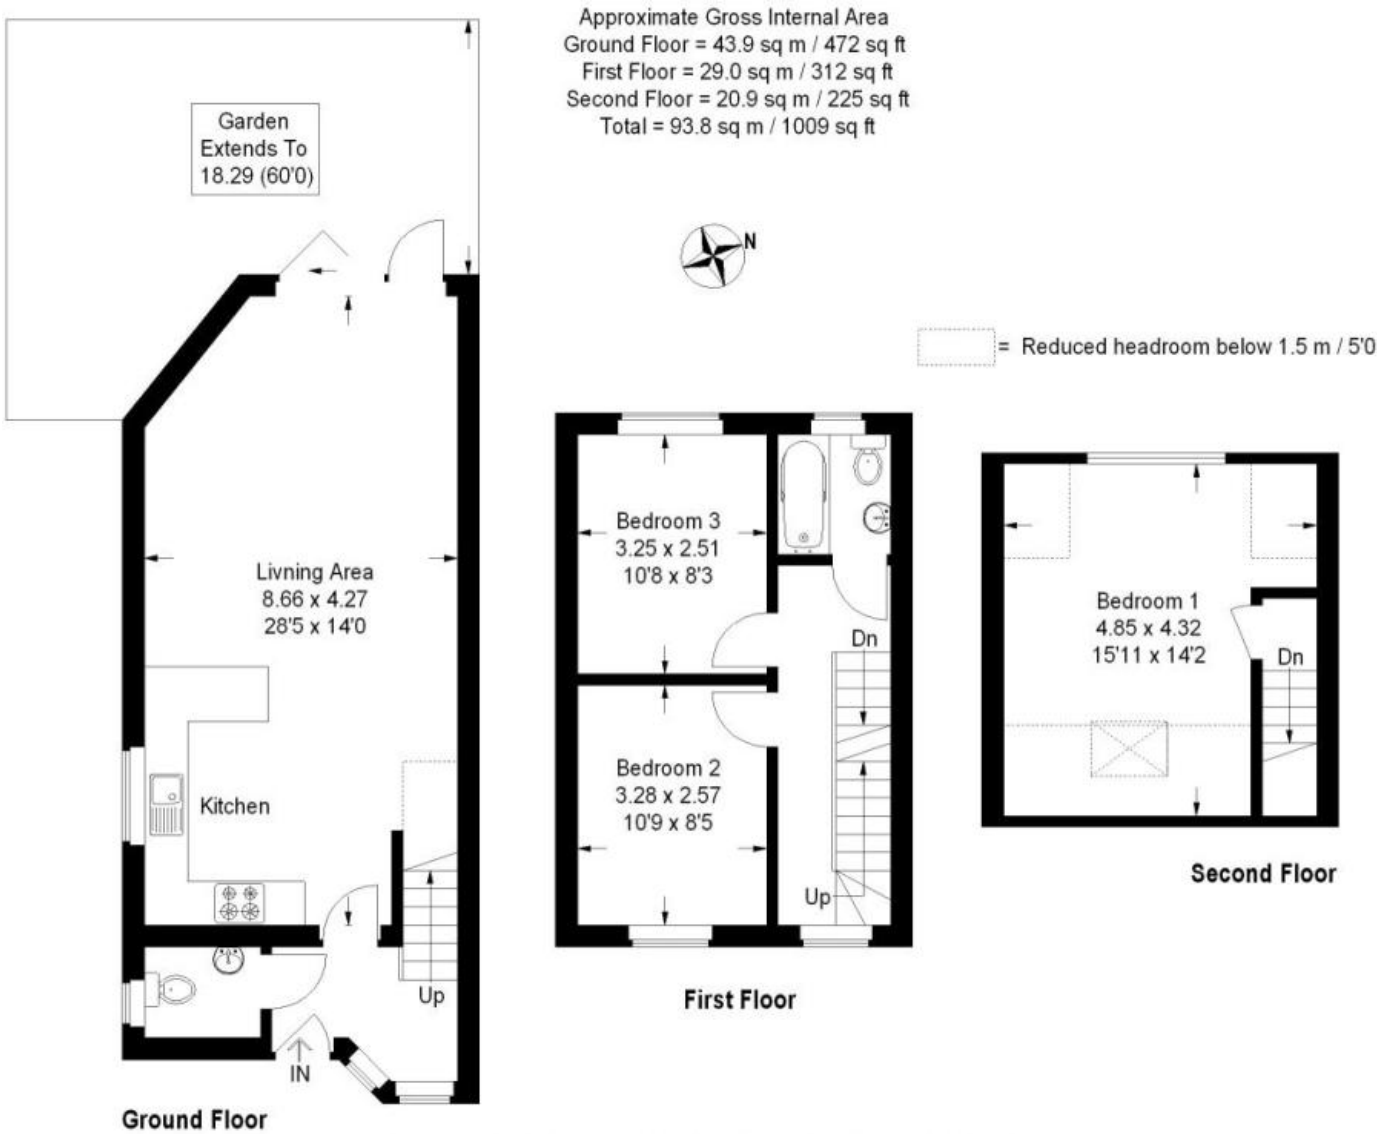 Approximate Gross Internal Area
Ground Floor = 43.9 sq m / 472 sq ft
First Floor = 29.0 sq m / 312 sq ft
Second Floor = 20.9 sq m / 225 sq ft
Total = 93.8 sq m / 1009 sq ft
Garden
Extends To
18.29 (60'0)
N
= Reduced headroom below 1.5 m / 5'0
Livning Area
8.66 x 4.27
28'5 x 14'0
Kitchen
Up
IN
Ground Floor
Bedroom 3
3.25 x 2.51
10'8 x 8'3
Dn
Bedroom 2
3.28 x 2.57
10'9 x 8'5
Up
First Floor
Bedroom 1
4.85 x 4.32
15'11 x 14'2
Dn
Second Floor